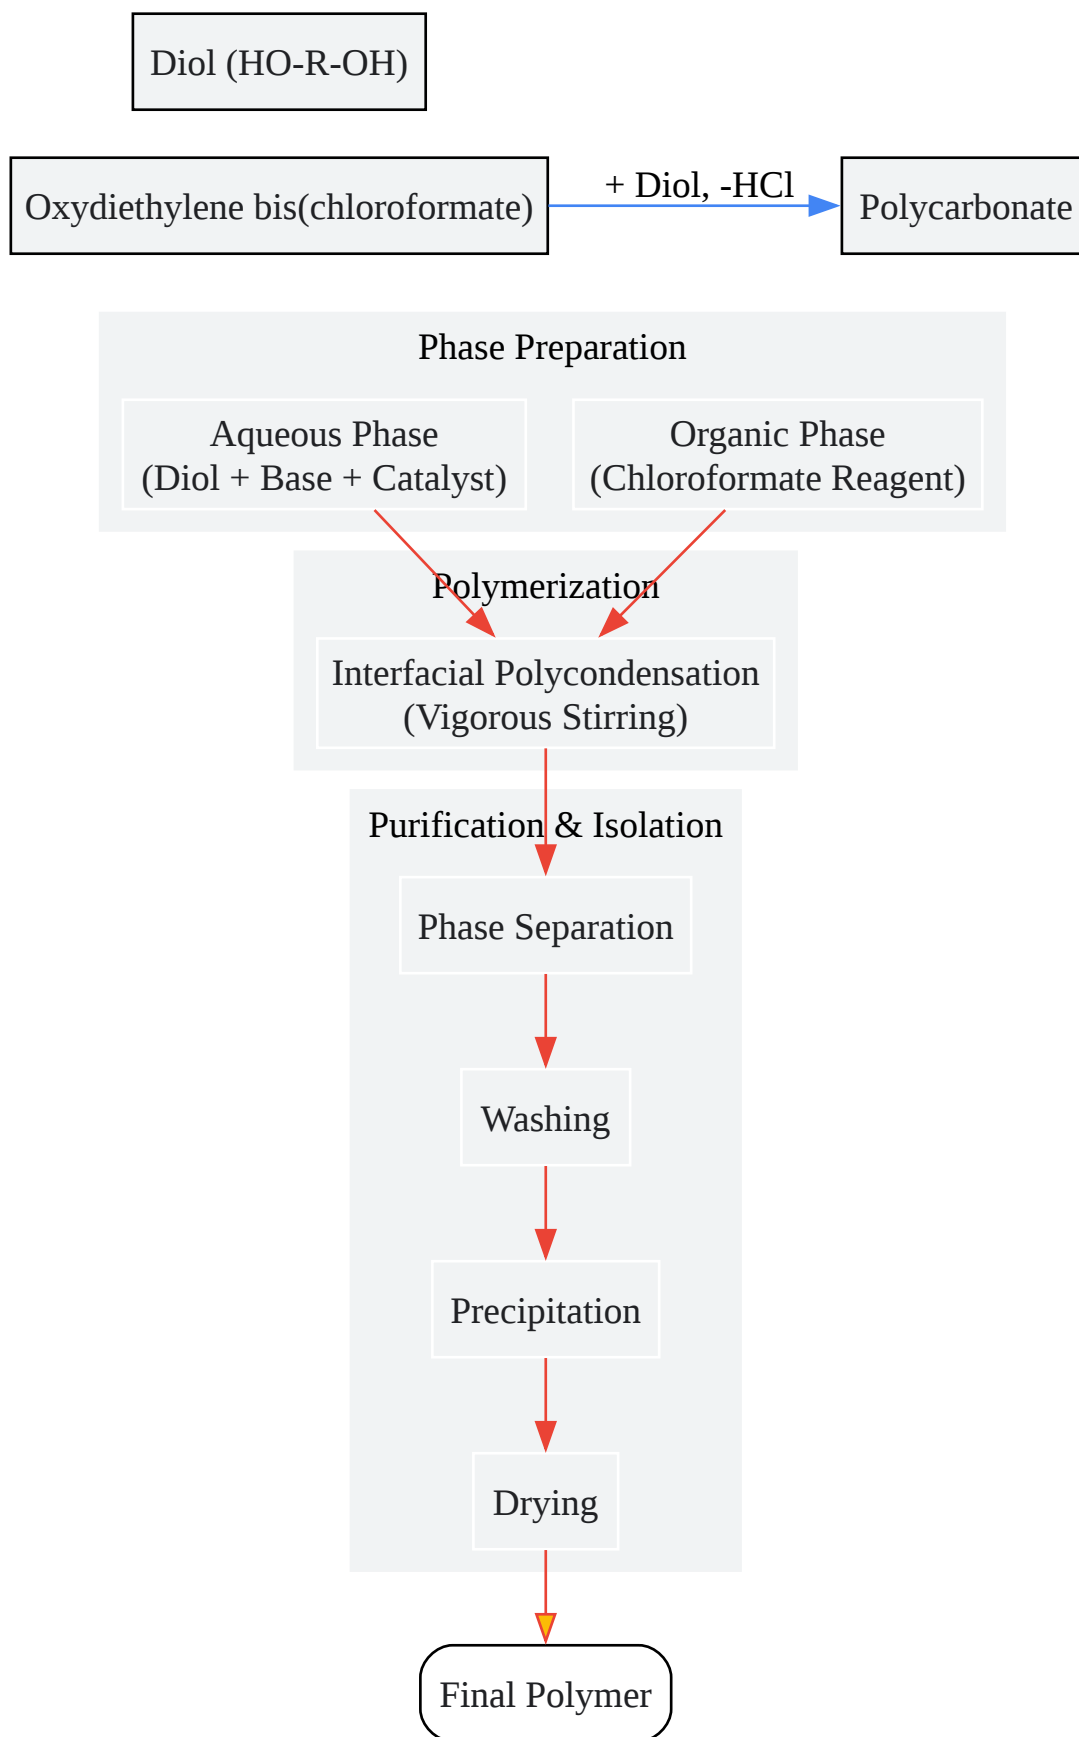 Diol (HO-R-OH)
Oxydiethylene bis(chloroformate)
+ Diol, -HCl
Polycarbonate
Phase Preparation
Aqueous Phase
(Diol + Base + Catalyst)
Organic Phase
(Chloroformate Reagent)
Polymerization
Interfacial Polycondensation
(Vigorous Stirring)
Purification & Isolation
Phase Separation
Washing
Precipitation
Drying
Final Polymer